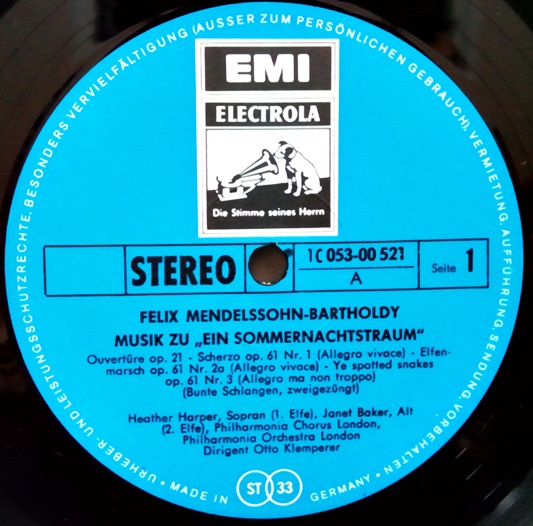 EMI
ELECTROLA
Die Stimme seines Herrn
STEREO
1C 053-00 521
A
Seite 1
FELIX MENDELSSOHN-BARTHOLDY
MUSIK ZU „EIN SOMMERNACHTSTRAUM“
Ouvertüre op. 21 - Scherzo op. 61 Nr. 1 (Allegro vivace) - Elfen-
marsch op. 61 Nr. 2a (Allegro vivace) - Ye spotted snakes
op. 61 Nr. 3 (Allegro ma non troppo)
(Bunte Schlangen, zweigezüngt)
Heather Harper, Sopran (1. Elfe), Janet Baker, Alt
(2. Elfe), Philharmonia Chorus London,
Philharmonia Orchestra London
Dirigent Otto Klemperer
URHEBER- UND LEISTUNGSSCHUTZRECHTE, BESONDERS VERVIELFÄLTIGUNG (AUSSER ZUM PERSÖNLICHEN GEBRAUCH), VERMIETUNG, AUFFÜHRUNG, SENDUNG, VORBEHALTEN •
• MADE IN ST 33 GERMANY •